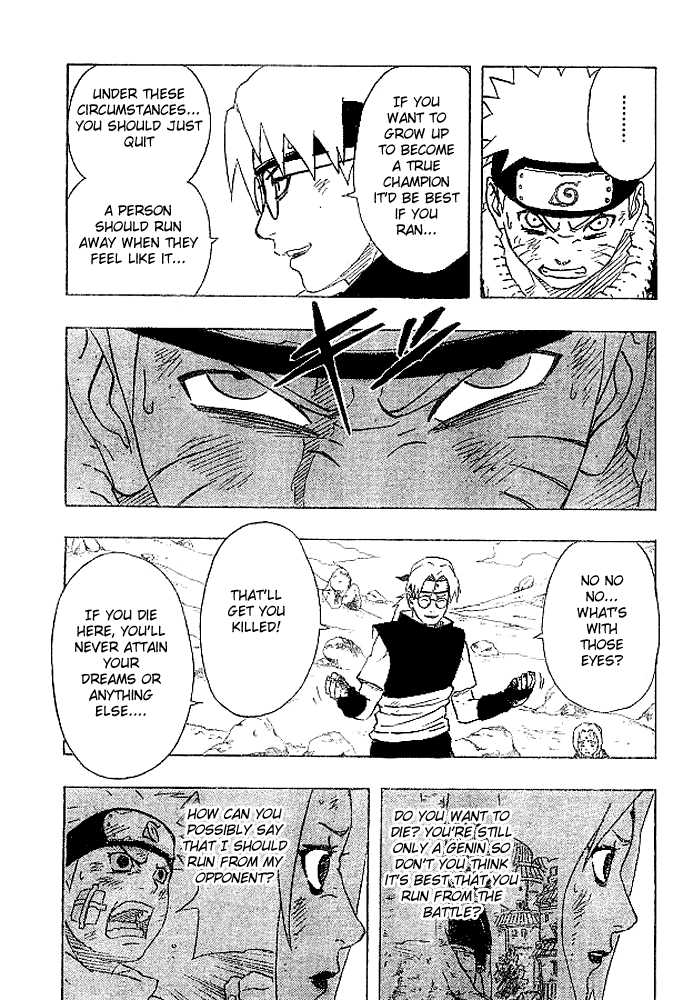 .........
IF YOU
WANT TO
GROW UP
TO BECOME
A TRUE
CHAMPION
IT'D BE BEST
IF YOU
RAN...
UNDER THESE
CIRCUMSTANCES...
YOU SHOULD JUST
QUIT
A PERSON
SHOULD RUN
AWAY WHEN THEY
FEEL LIKE IT...
ギッ
NO NO
NO...
WHAT'S
WITH
THOSE
EYES?
THAT'LL
GET YOU
KILLED!
IF YOU DIE
HERE, YOU'LL
NEVER ATTAIN
YOUR
DREAMS OR
ANYTHING
ELSE....
DO YOU WANT TO
DIE? YOU'RE STILL
ONLY A GENIN SO
DON'T YOU THINK
IT'S BEST THAT YOU
RUN FROM THE
BATTLE?
HOW CAN YOU
POSSIBLY SAY
THAT I SHOULD
RUN FROM MY
OPPONENT?